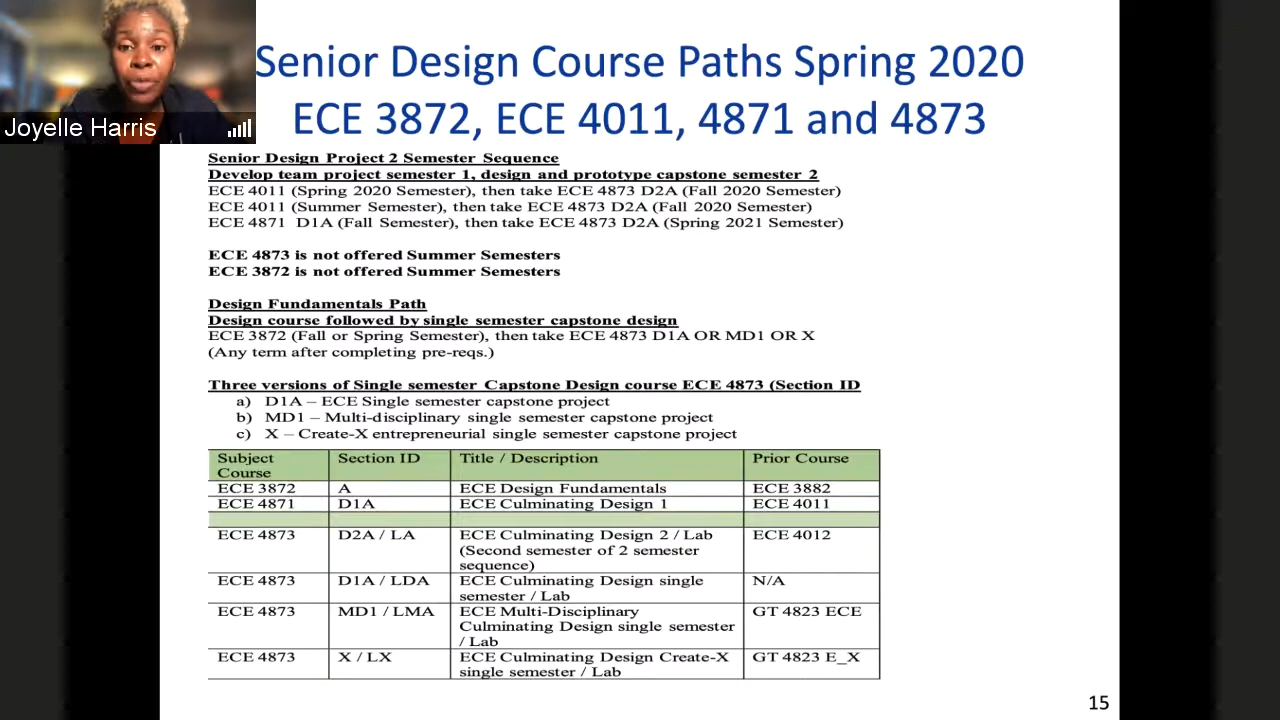 Senior Design Course Paths Spring 2020
ECE 3872, ECE 4011, 4871 and 4873
Joyelle Harris
Senior Design Project 2 Semester Sequence
Develop team project semester 1, design and prototype capstone semester 2
ECE 4011 (Spring 2020 Semester), then take ECE 4873 D2A (Fall 2020 Semester)
ECE 4011 (Summer Semester), then take ECE 4873 D2A (Fall 2020 Semester)
ECE 4871 D1A (Fall Semester), then take ECE 4873 D2A (Spring 2021 Semester)
ECE 4873 is not offered Summer Semesters
ECE 3872 is not offered Summer Semesters
Design Fundamentals Path
Design course followed by single semester capstone design
ECE 3872 (Fall or Spring Semester), then take ECE 4873 D1A OR MD1 OR X
(Any term after completing pre-reqs.)
Three versions of Single semester Capstone Design course ECE 4873 (Section ID
a) D1A – ECE Single semester capstone project
b) MD1 – Multi-disciplinary single semester capstone project
c) X – Create-X entrepreneurial single semester capstone project
Subject Course Section ID Title / Description Prior Course
ECE 3872 A ECE Design Fundamentals ECE 3882
ECE 4871 D1A ECE Culminating Design 1 ECE 4011
ECE 4873 D2A / LA ECE Culminating Design 2 / Lab ECE 4012
(Second semester of 2 semester
sequence)
ECE 4873 D1A / LDA ECE Culminating Design single N/A
semester / Lab
ECE 4873 MD1 / LMA ECE Multi-Disciplinary GT 4823 ECE
Culminating Design single semester
/ Lab
ECE 4873 X / LX ECE Culminating Design Create-X GT 4823 E_X
single semester / Lab
15